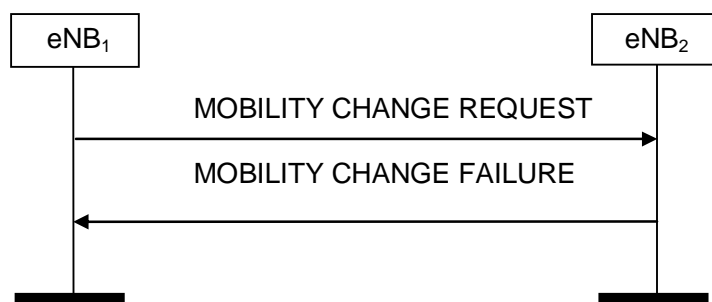 eNB₁
eNB₂
MOBILITY CHANGE REQUEST
MOBILITY CHANGE FAILURE